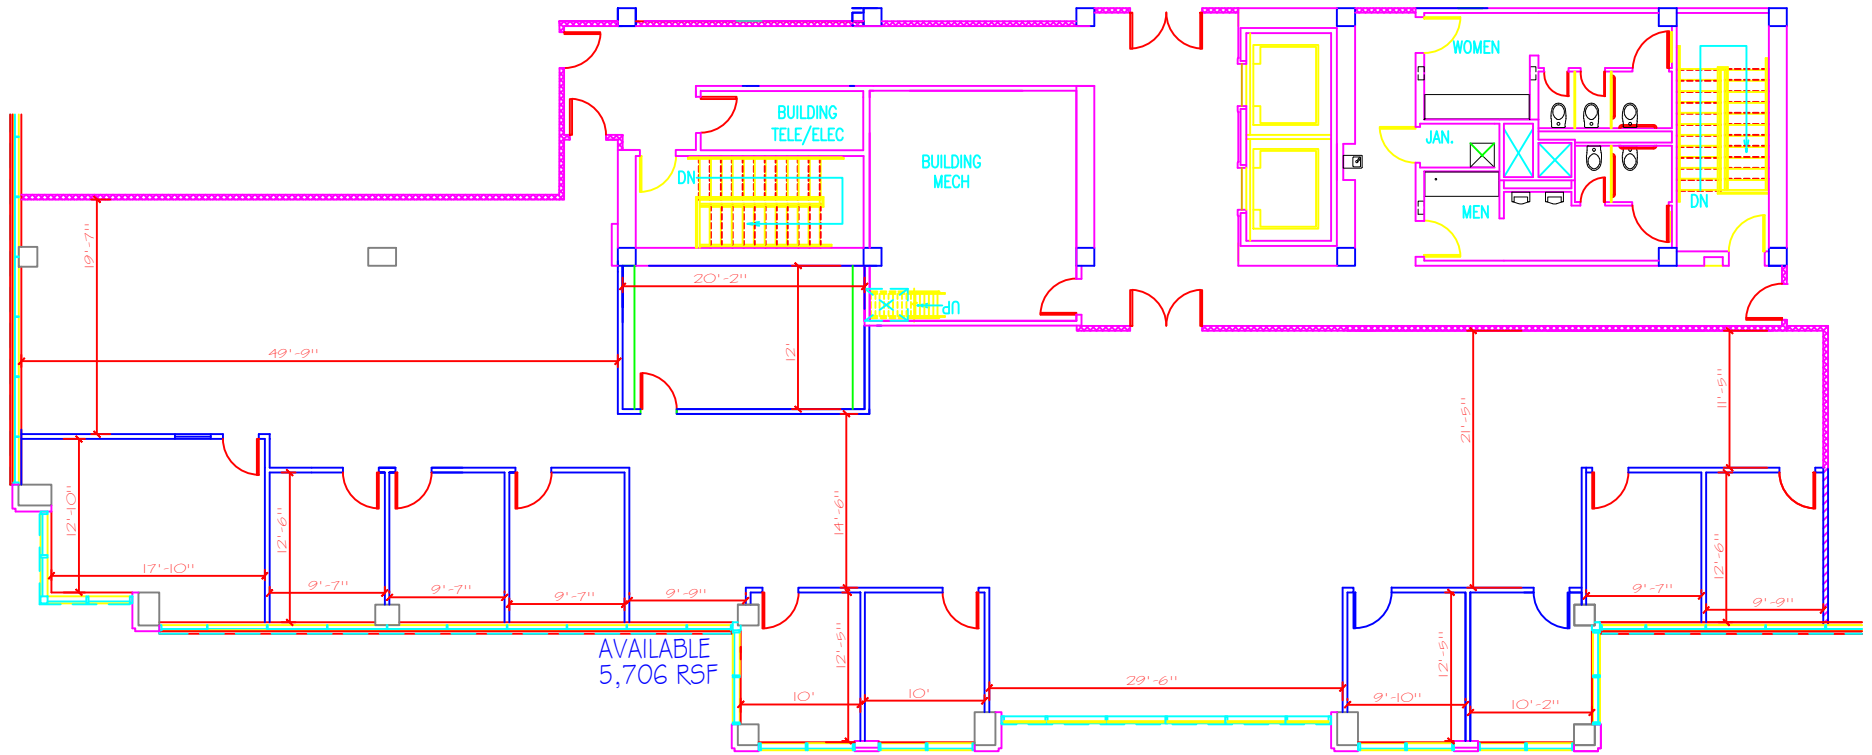 WOMEN
BUILDING
TELE/ELEC
JAN.
BUILDING
MECH
DN
DN
MEN
19'-7"
20'-2"
UP
49'-9"
12'
21'-5"
11'-5"
12'-10"
12'-6"
14'-6"
17'-10"
9'-7"
9'-7"
9'-7"
9'-9"
12'-6"
9'-7"
9'-9"
AVAILABLE
5,706 RSF
12'-5"
12'-5"
10'
10'
29'-6"
9'-10"
10'-2"